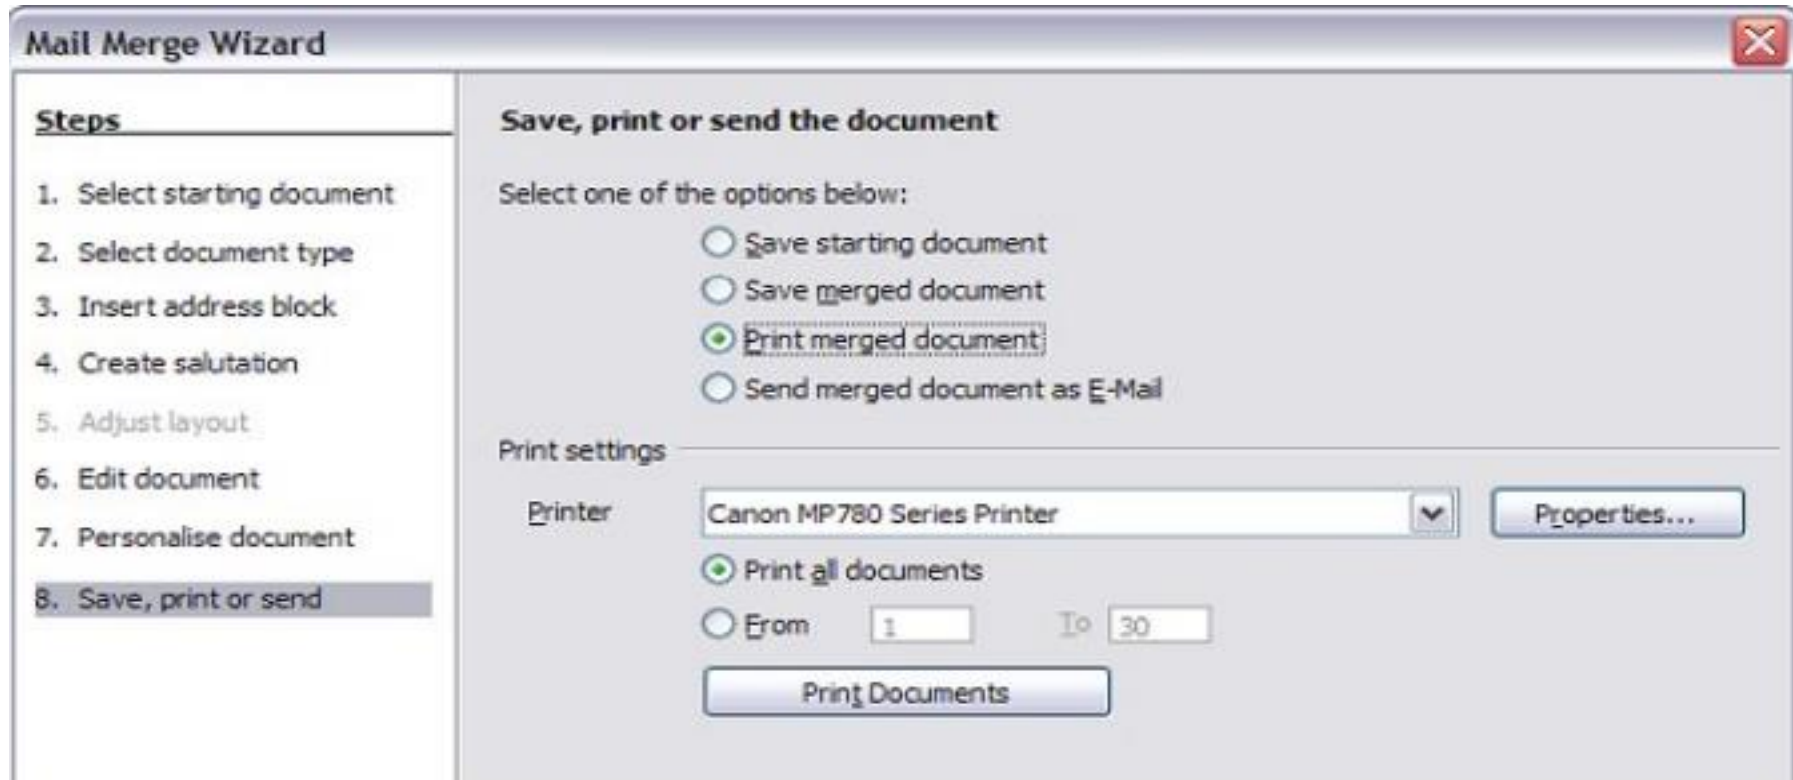 Mail Merge Wizard
Steps
1. Select starting document
2. Select document type
3. Insert address block
4. Create salutation
5. Adjust layout
6. Edit document
7. Personalise document
8. Save, print or send
Save, print or send the document
Select one of the options below:
Save starting document
Save merged document
Print merged document
Send merged document as E-Mail
Print settings
Printer Canon MP780 Series Printer Properties...
Print all documents
From 1 To 30
Print Documents